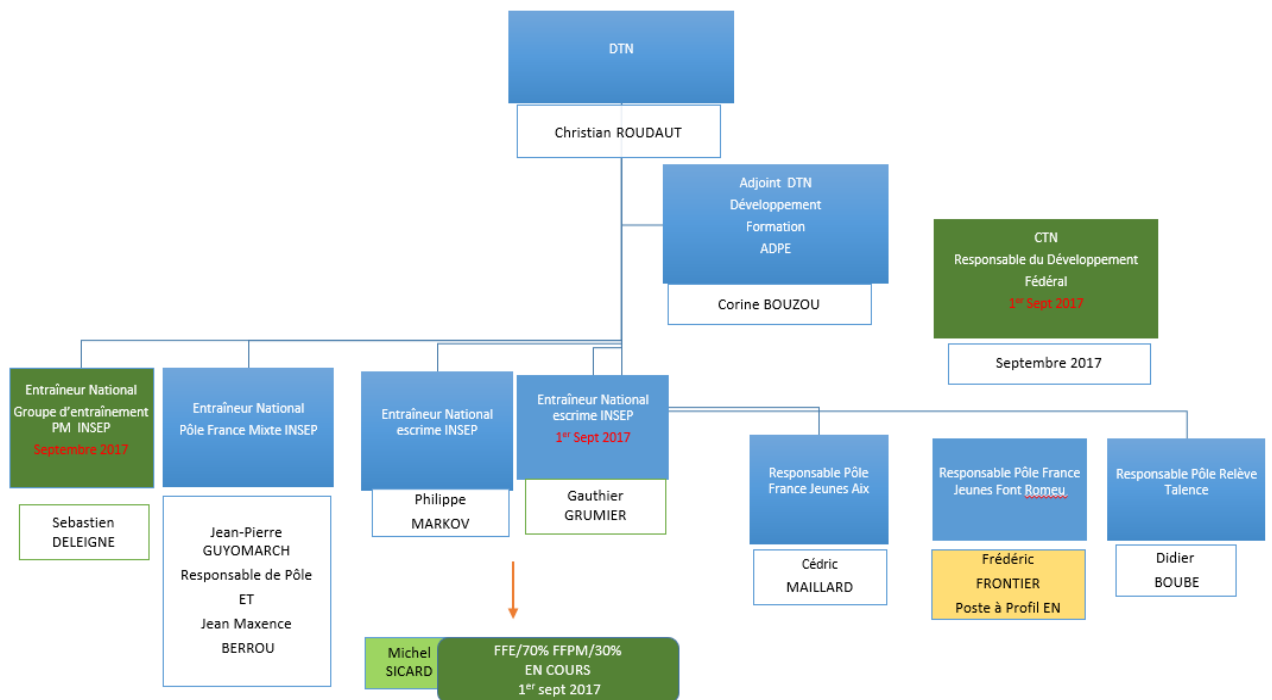 DTN
Christian ROUDAUT
Adjoint DTN
Développement
Formation
ADPE
Corine BOUZOU
CTN
Responsable du Développement
Fédéral
1er Sept 2017
Septembre 2017
Entraîneur National
Groupe d'entraînement
PM INSEP
Septembre 2017
Sebastien
DELEIGNE
Entraîneur National
Pôle France Mixte INSEP
Jean-Pierre
GUYOMARCH
Responsable de Pôle
ET
Jean Maxence
BERROU
Entraîneur National
escrime INSEP
Philippe
MARKOV
Entraîneur National
escrime INSEP
1er Sept 2017
Gauthier
GRUMIER
Responsable Pôle
France Jeunes Aix
Cédric
MAILLARD
Responsable Pôle France
Jeunes Font Romeu
Frédéric
FRONTIER
Poste à Profil EN
Responsable Pôle Relève
Talence
Didier
BOUBE
Michel
SICARD
FFE/70% FFPM/30%
EN COURS
1er sept 2017